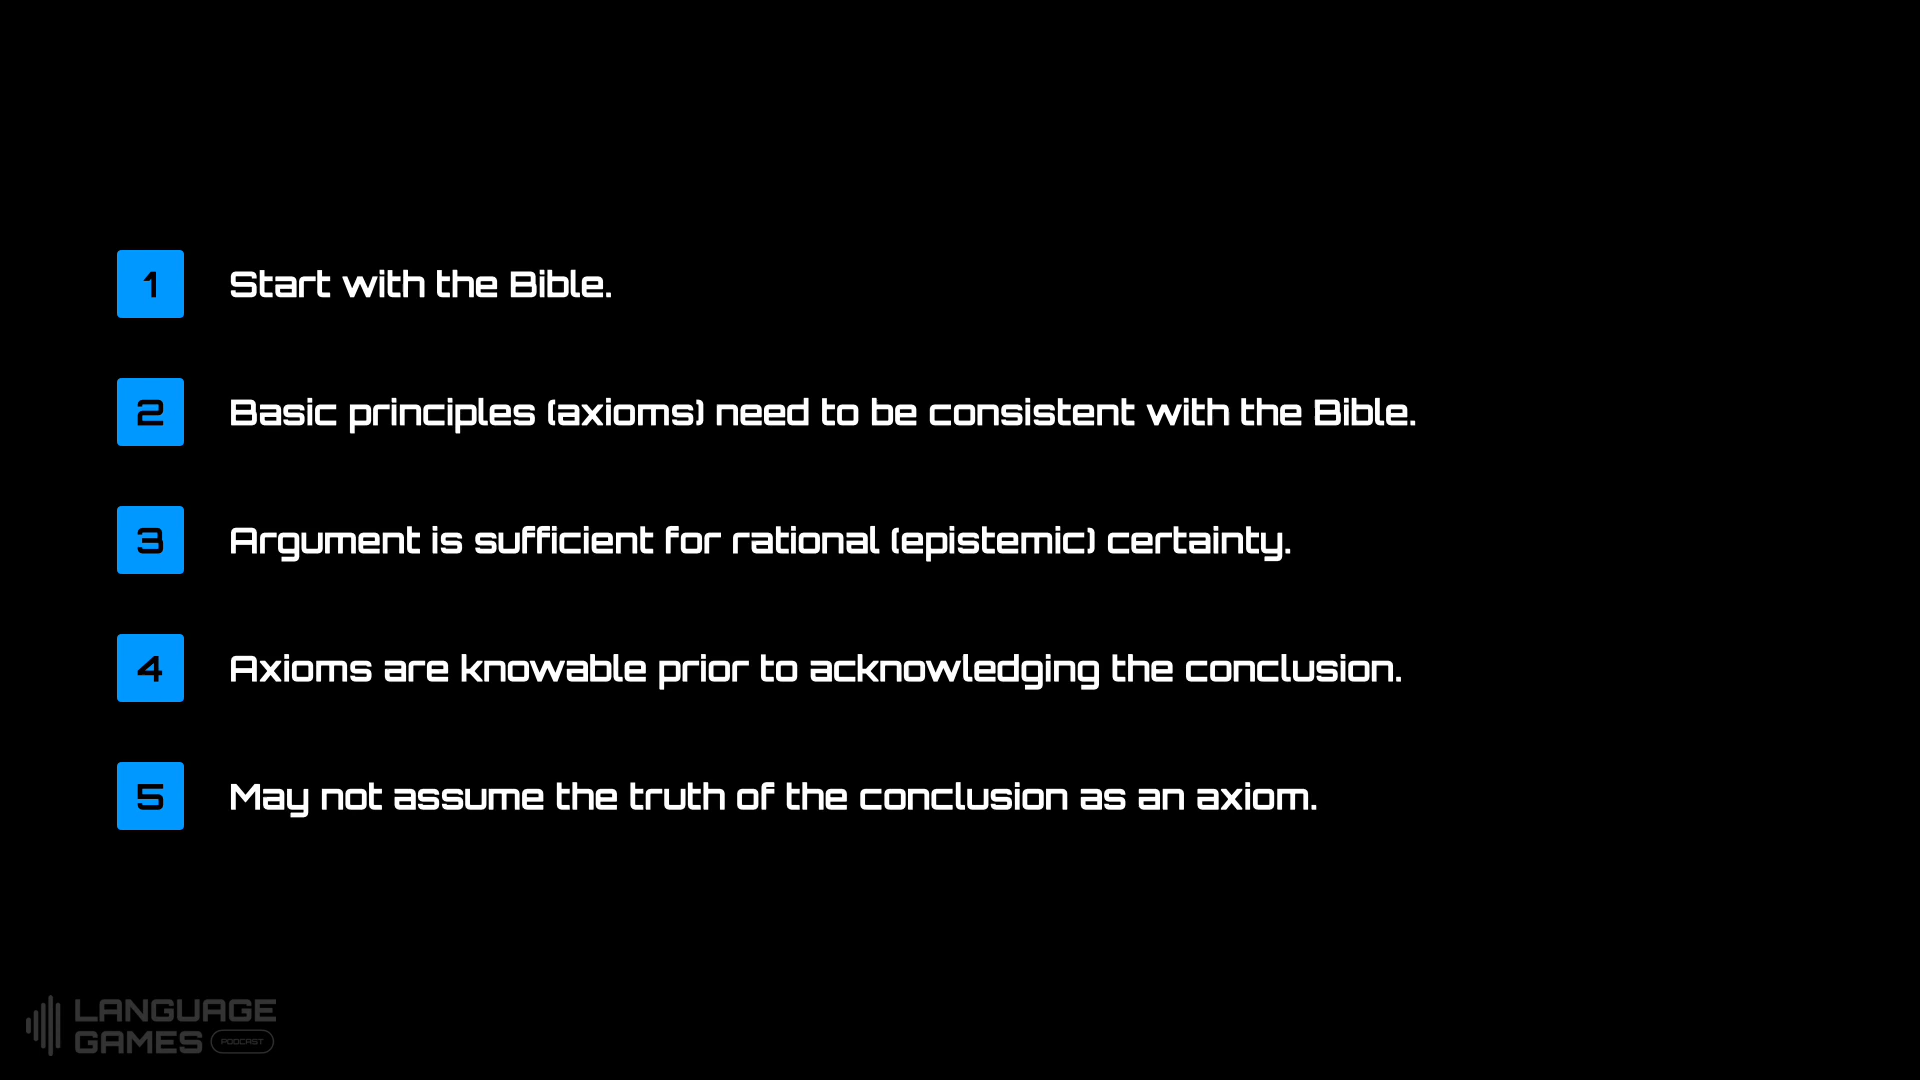 1 Start with the Bible.
2 Basic principles (axioms) need to be consistent with the Bible.
3 Argument is sufficient for rational (epistemic) certainty.
4 Axioms are knowable prior to acknowledging the conclusion.
5 May not assume the truth of the conclusion as an axiom.
LANGUAGE
GAMES PODCAST